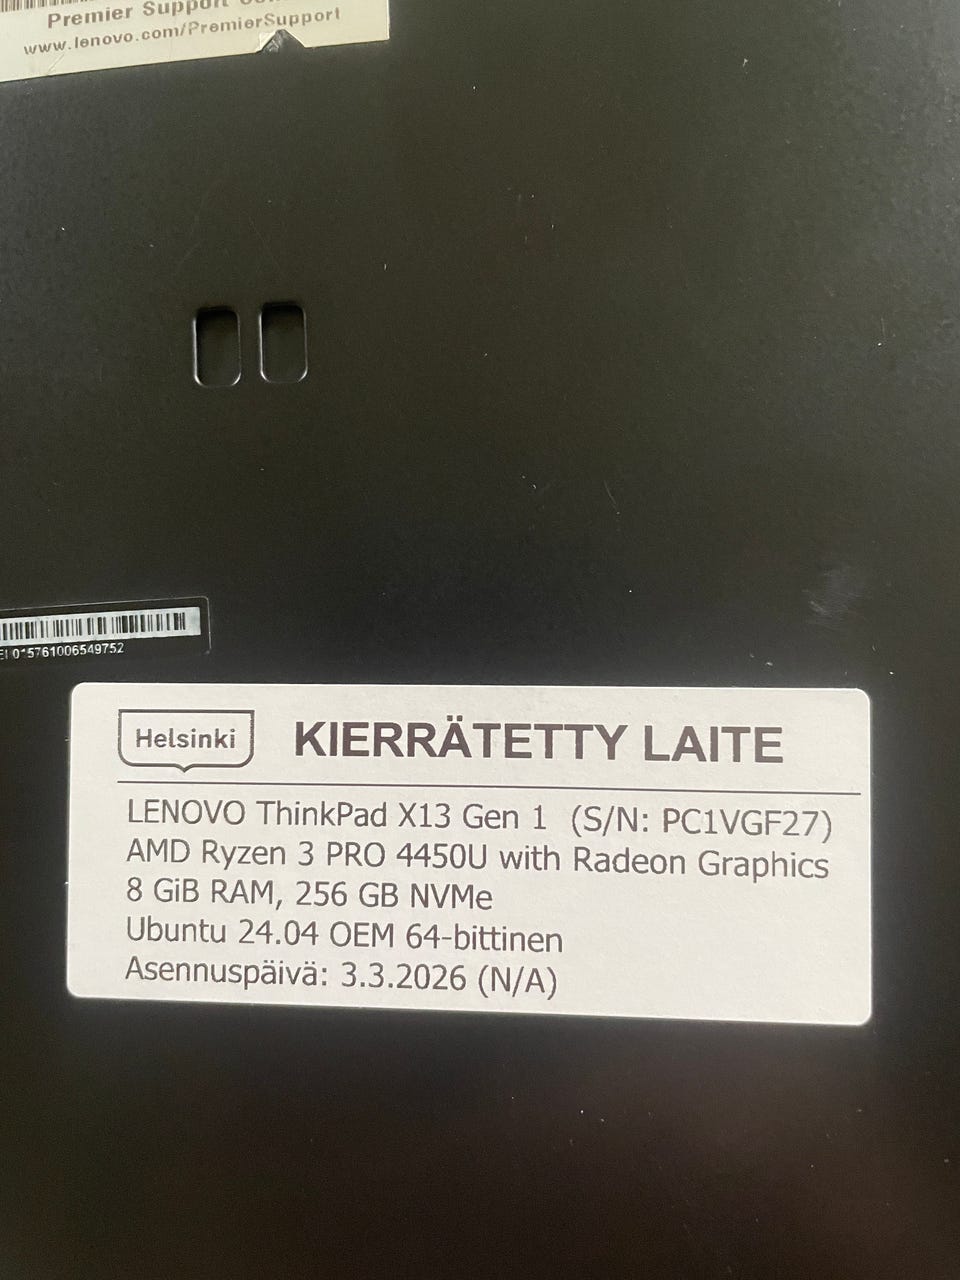 Premier Support
www.lenovo.com/PremierSupport
5761006549752
Helsinki
KIERRÄTETTY LAITE
LENOVO ThinkPad X13 Gen 1 (S/N: PC1VGF27)
AMD Ryzen 3 PRO 4450U with Radeon Graphics
8 GiB RAM, 256 GB NVMe
Ubuntu 24.04 OEM 64-bittinen
Asennuspäivä: 3.3.2026 (N/A)